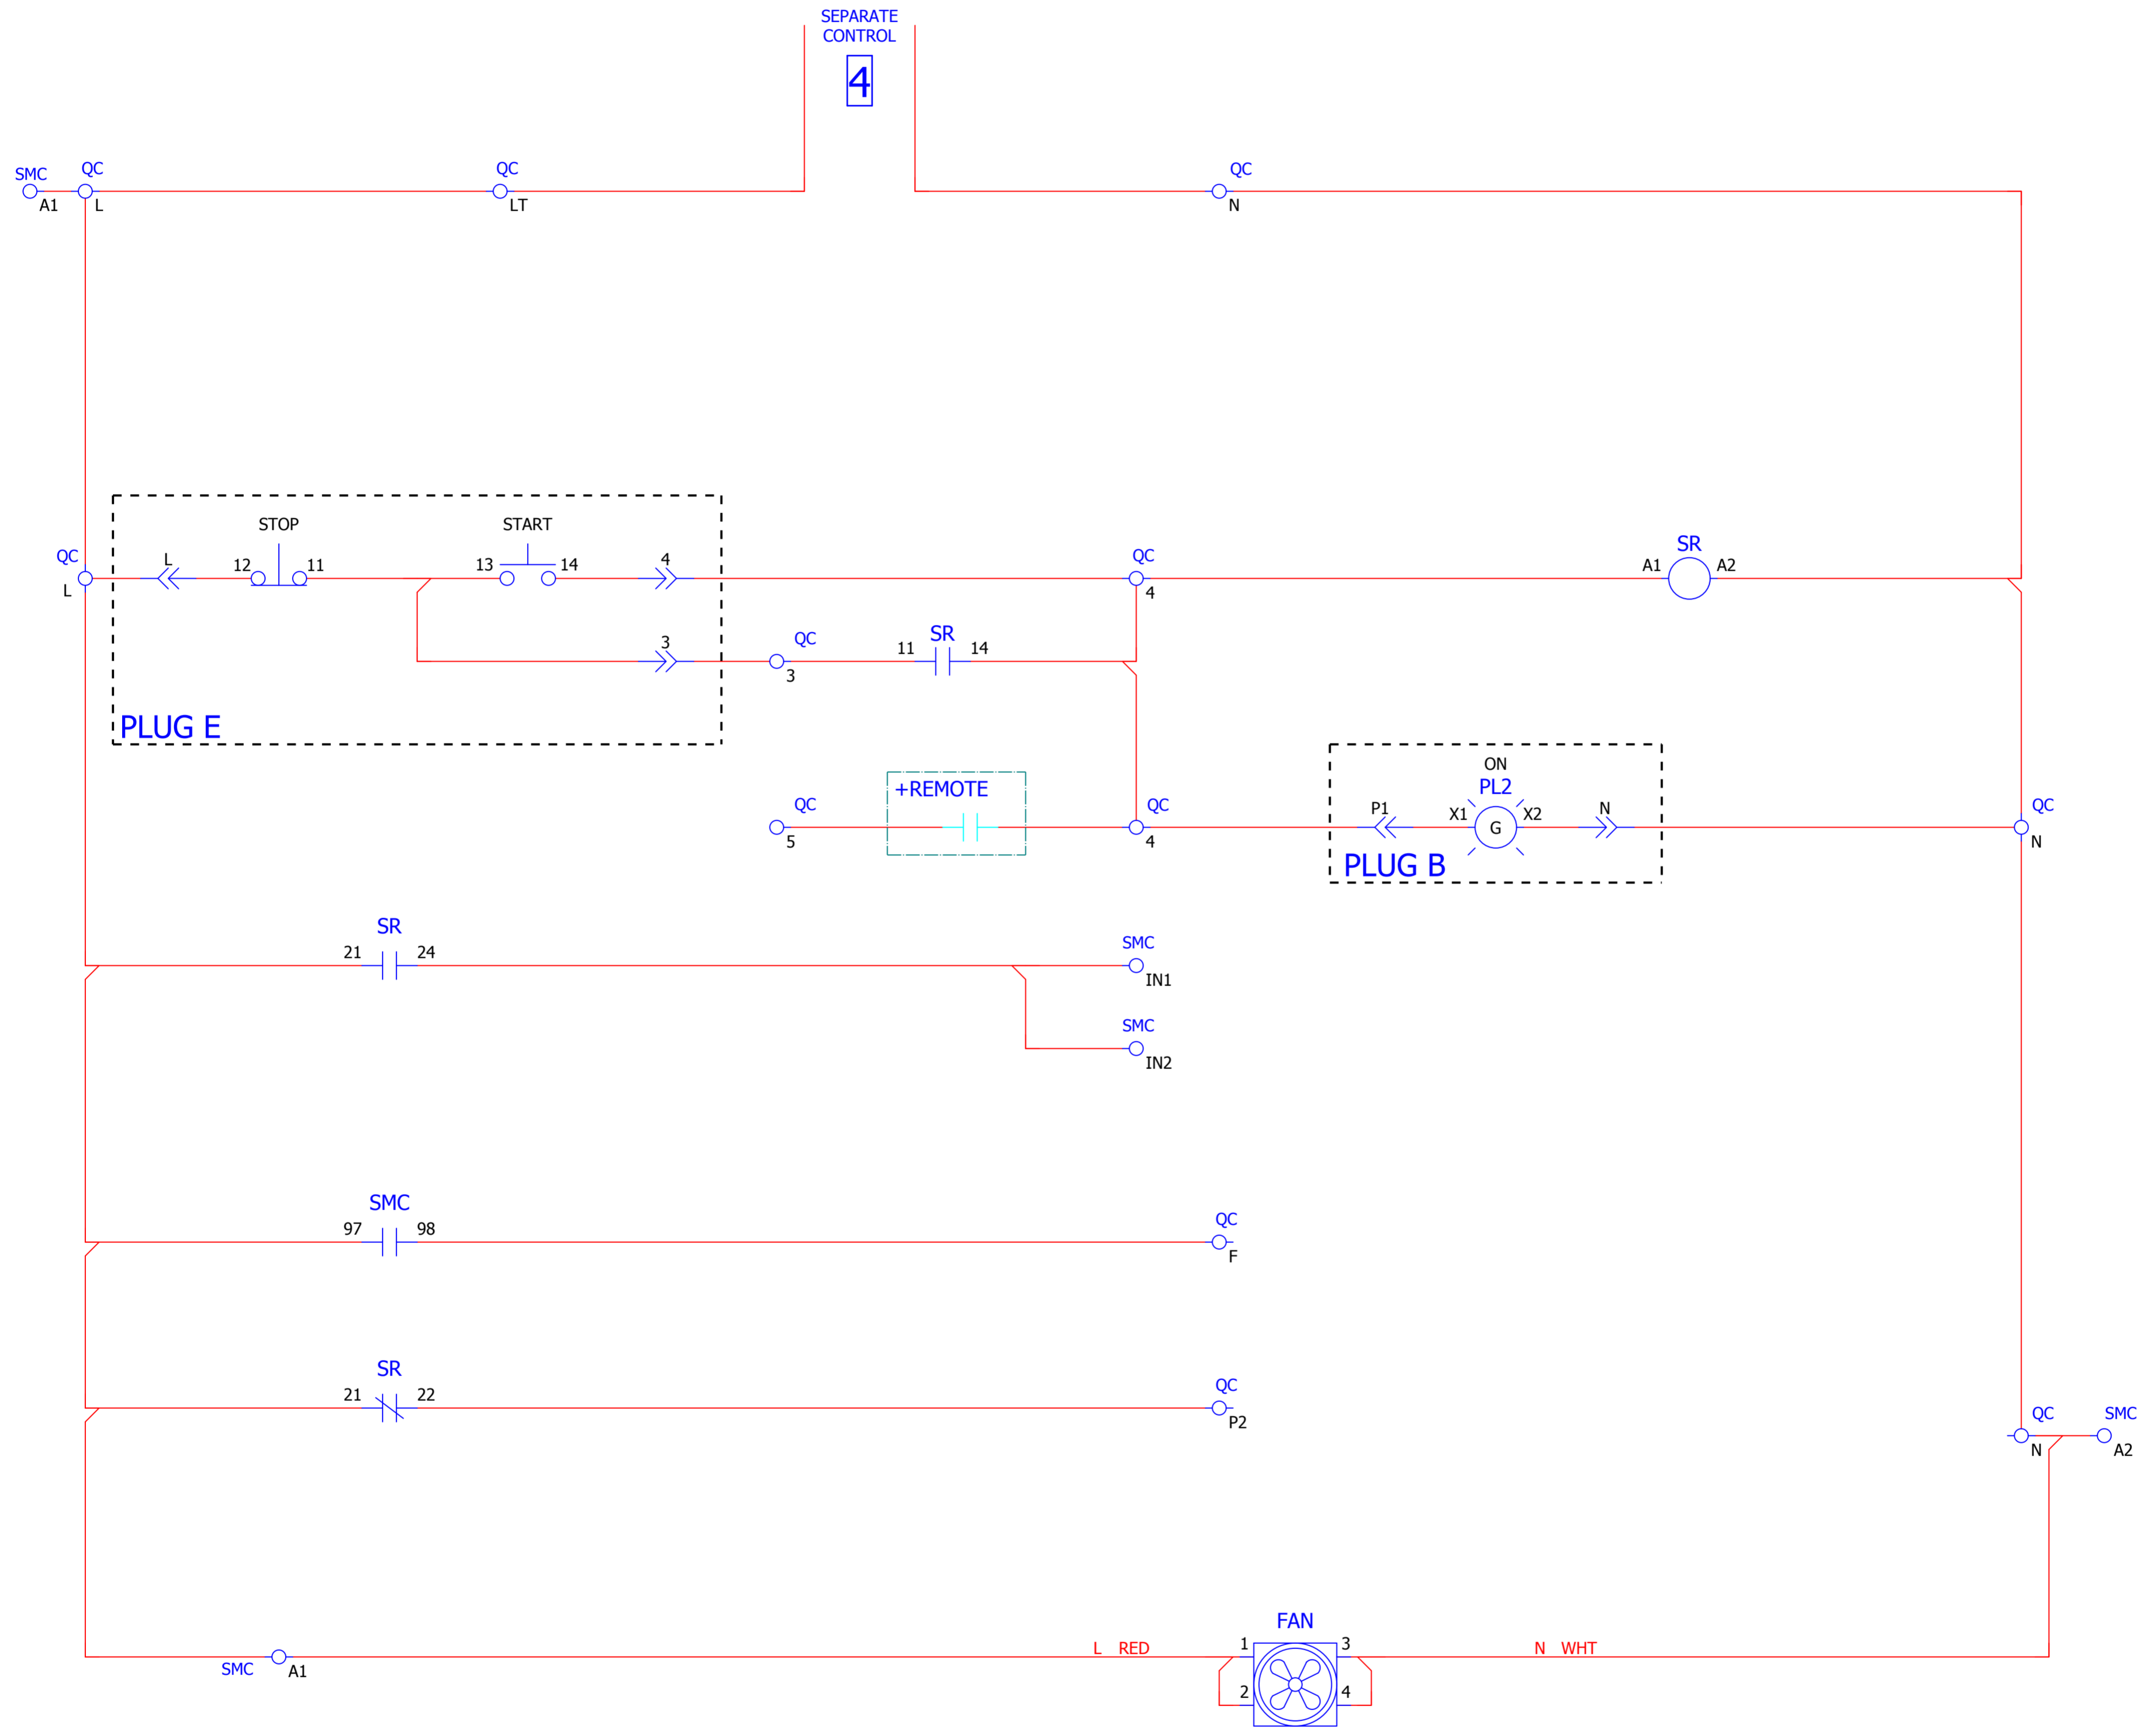 SEPARATE
CONTROL
4
SMC
A1
QC
L
QC
LT
QC
N
QC
L
L
STOP
12
11
START
13
14
4
3
PLUG E
QC
4
SR
A1
A2
QC
3
SR
11
14
QC
5
+REMOTE
QC
4
ON
PL2
P1
X1
G
X2
N
PLUG B
QC
N
SR
21
24
SMC
IN1
SMC
IN2
SMC
97
98
QC
F
SR
21
22
QC
P2
QC
N
SMC
A2
SMC
A1
L RED
FAN
1
2
3
4
N WHT